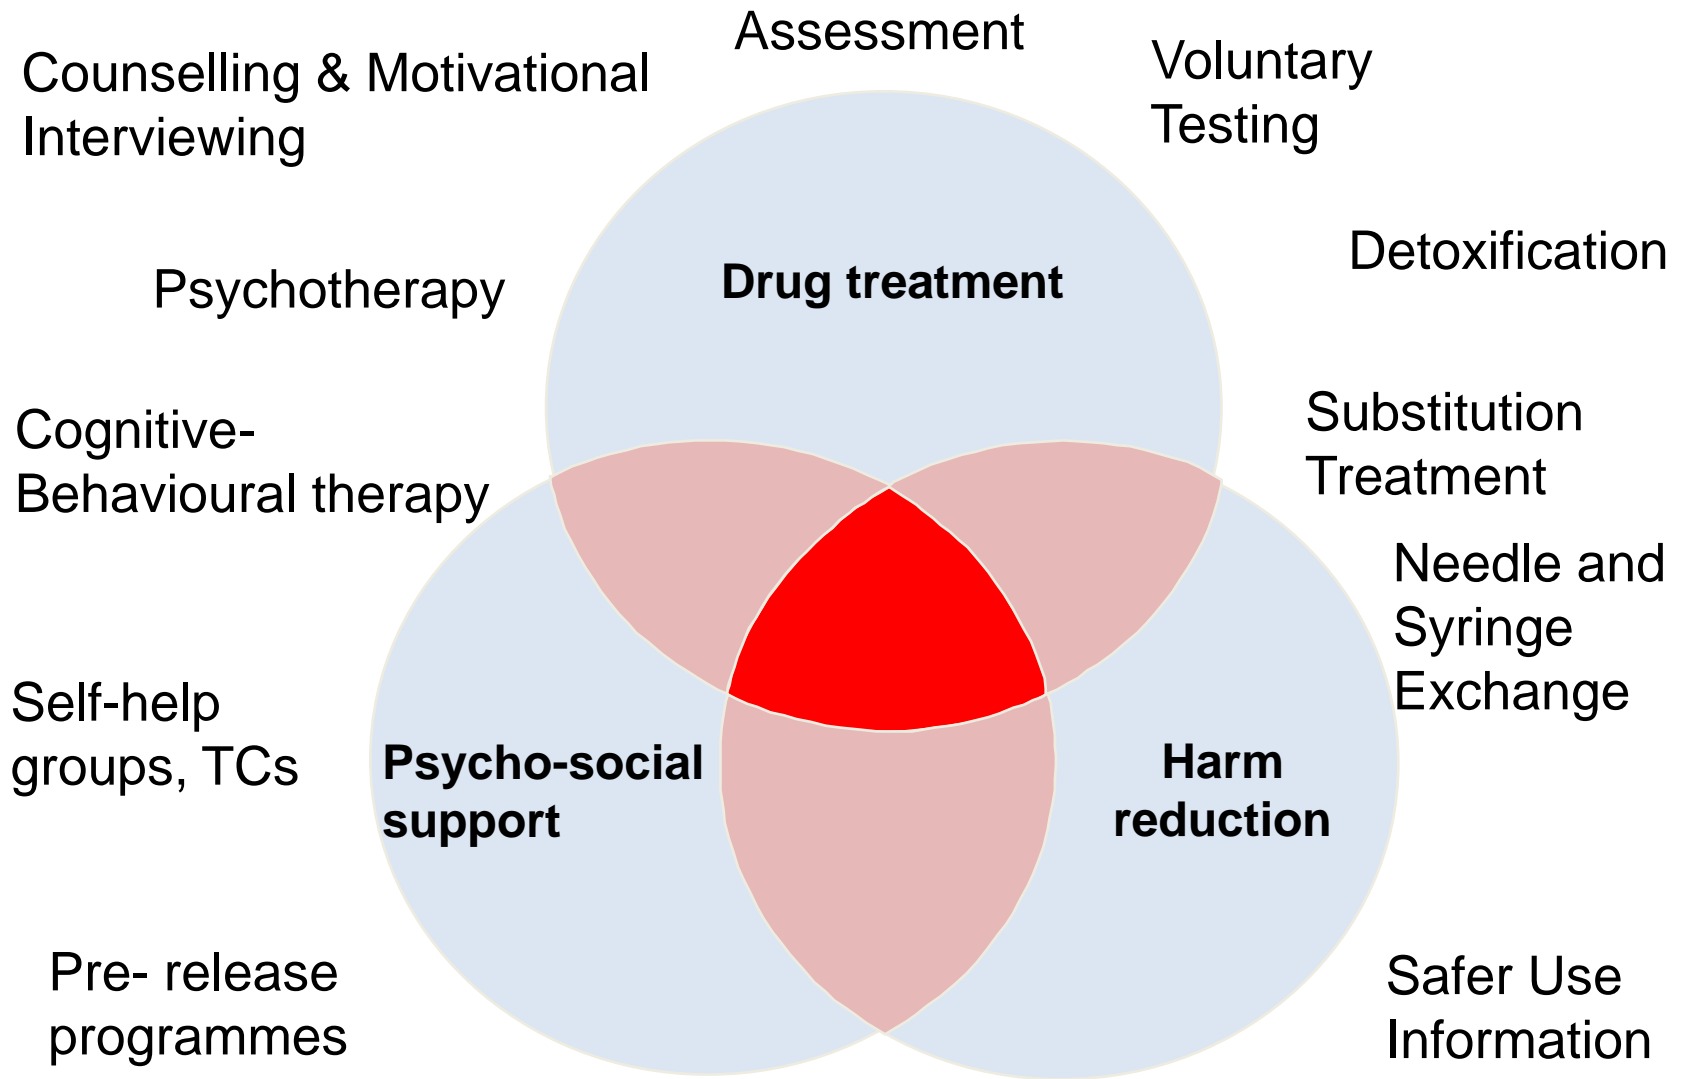 Assessment
Counselling & Motivational
Interviewing
Voluntary
Testing
Detoxification
Drug treatment
Psychotherapy
Substitution
Treatment
Cognitive-
Behavioural therapy
Needle and
Syringe
Exchange
Self-help
groups, TCs
Psycho-social
support
Harm
reduction
Pre- release
programmes
Safer Use
Information